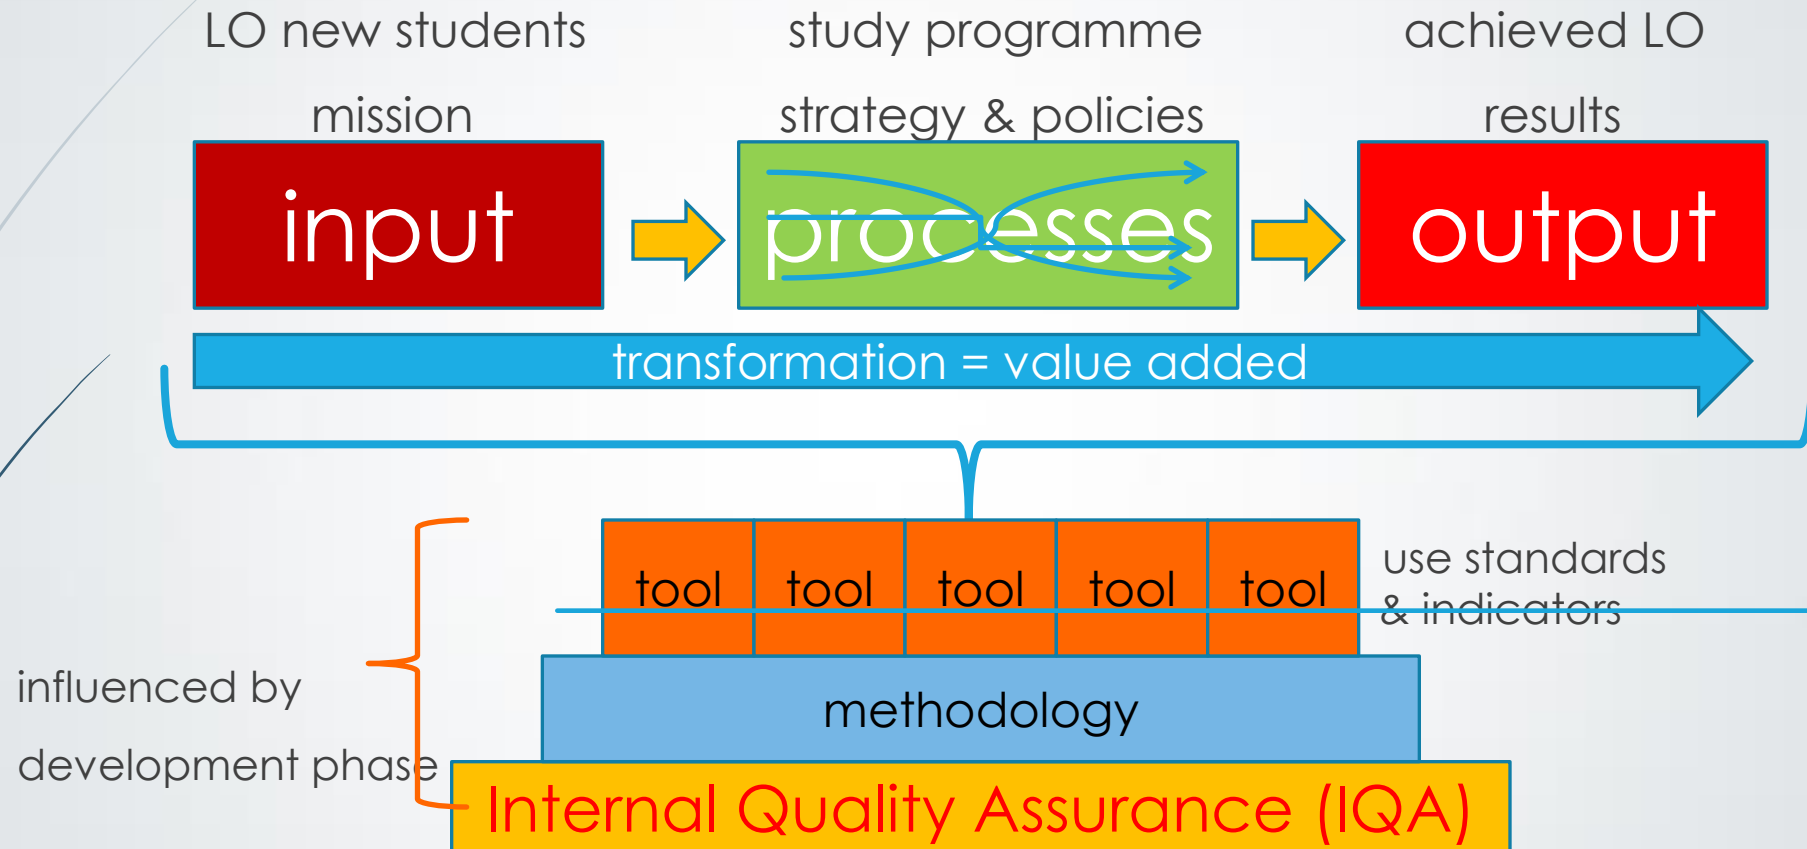 LO new students
study programme
achieved LO
mission
strategy & policies
results
input
processes
output
transformation = value added
tool
tool
tool
tool
tool
use standards
& indicators
influenced by
development phase
methodology
Internal Quality Assurance (IQA)